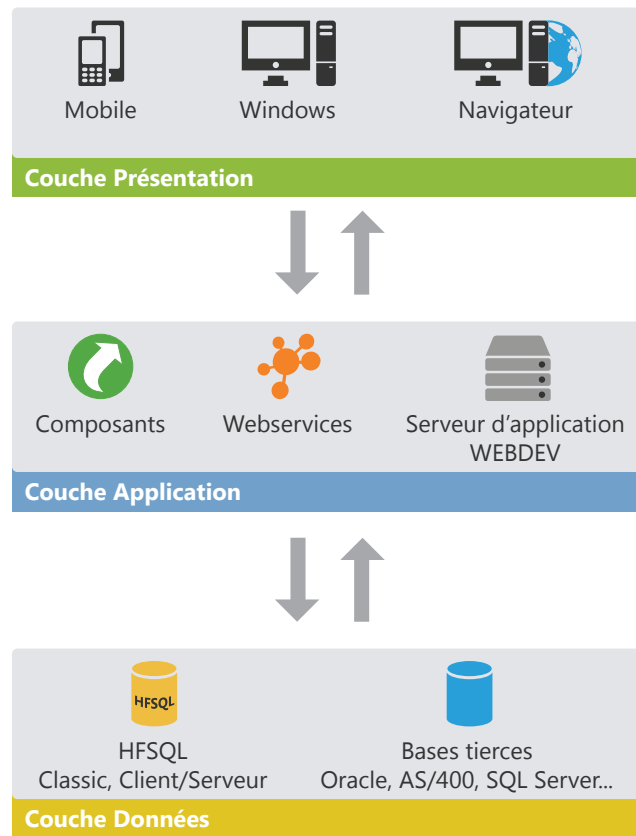 Mobile
Windows
Navigateur
Couche Présentation
Composants
Webservices
Serveur d'application
WEBDEV
Couche Application
HFSQL
HFSQL
Classic, Client/Serveur
Bases tierces
Oracle, AS/400, SQL Server...
Couche Données